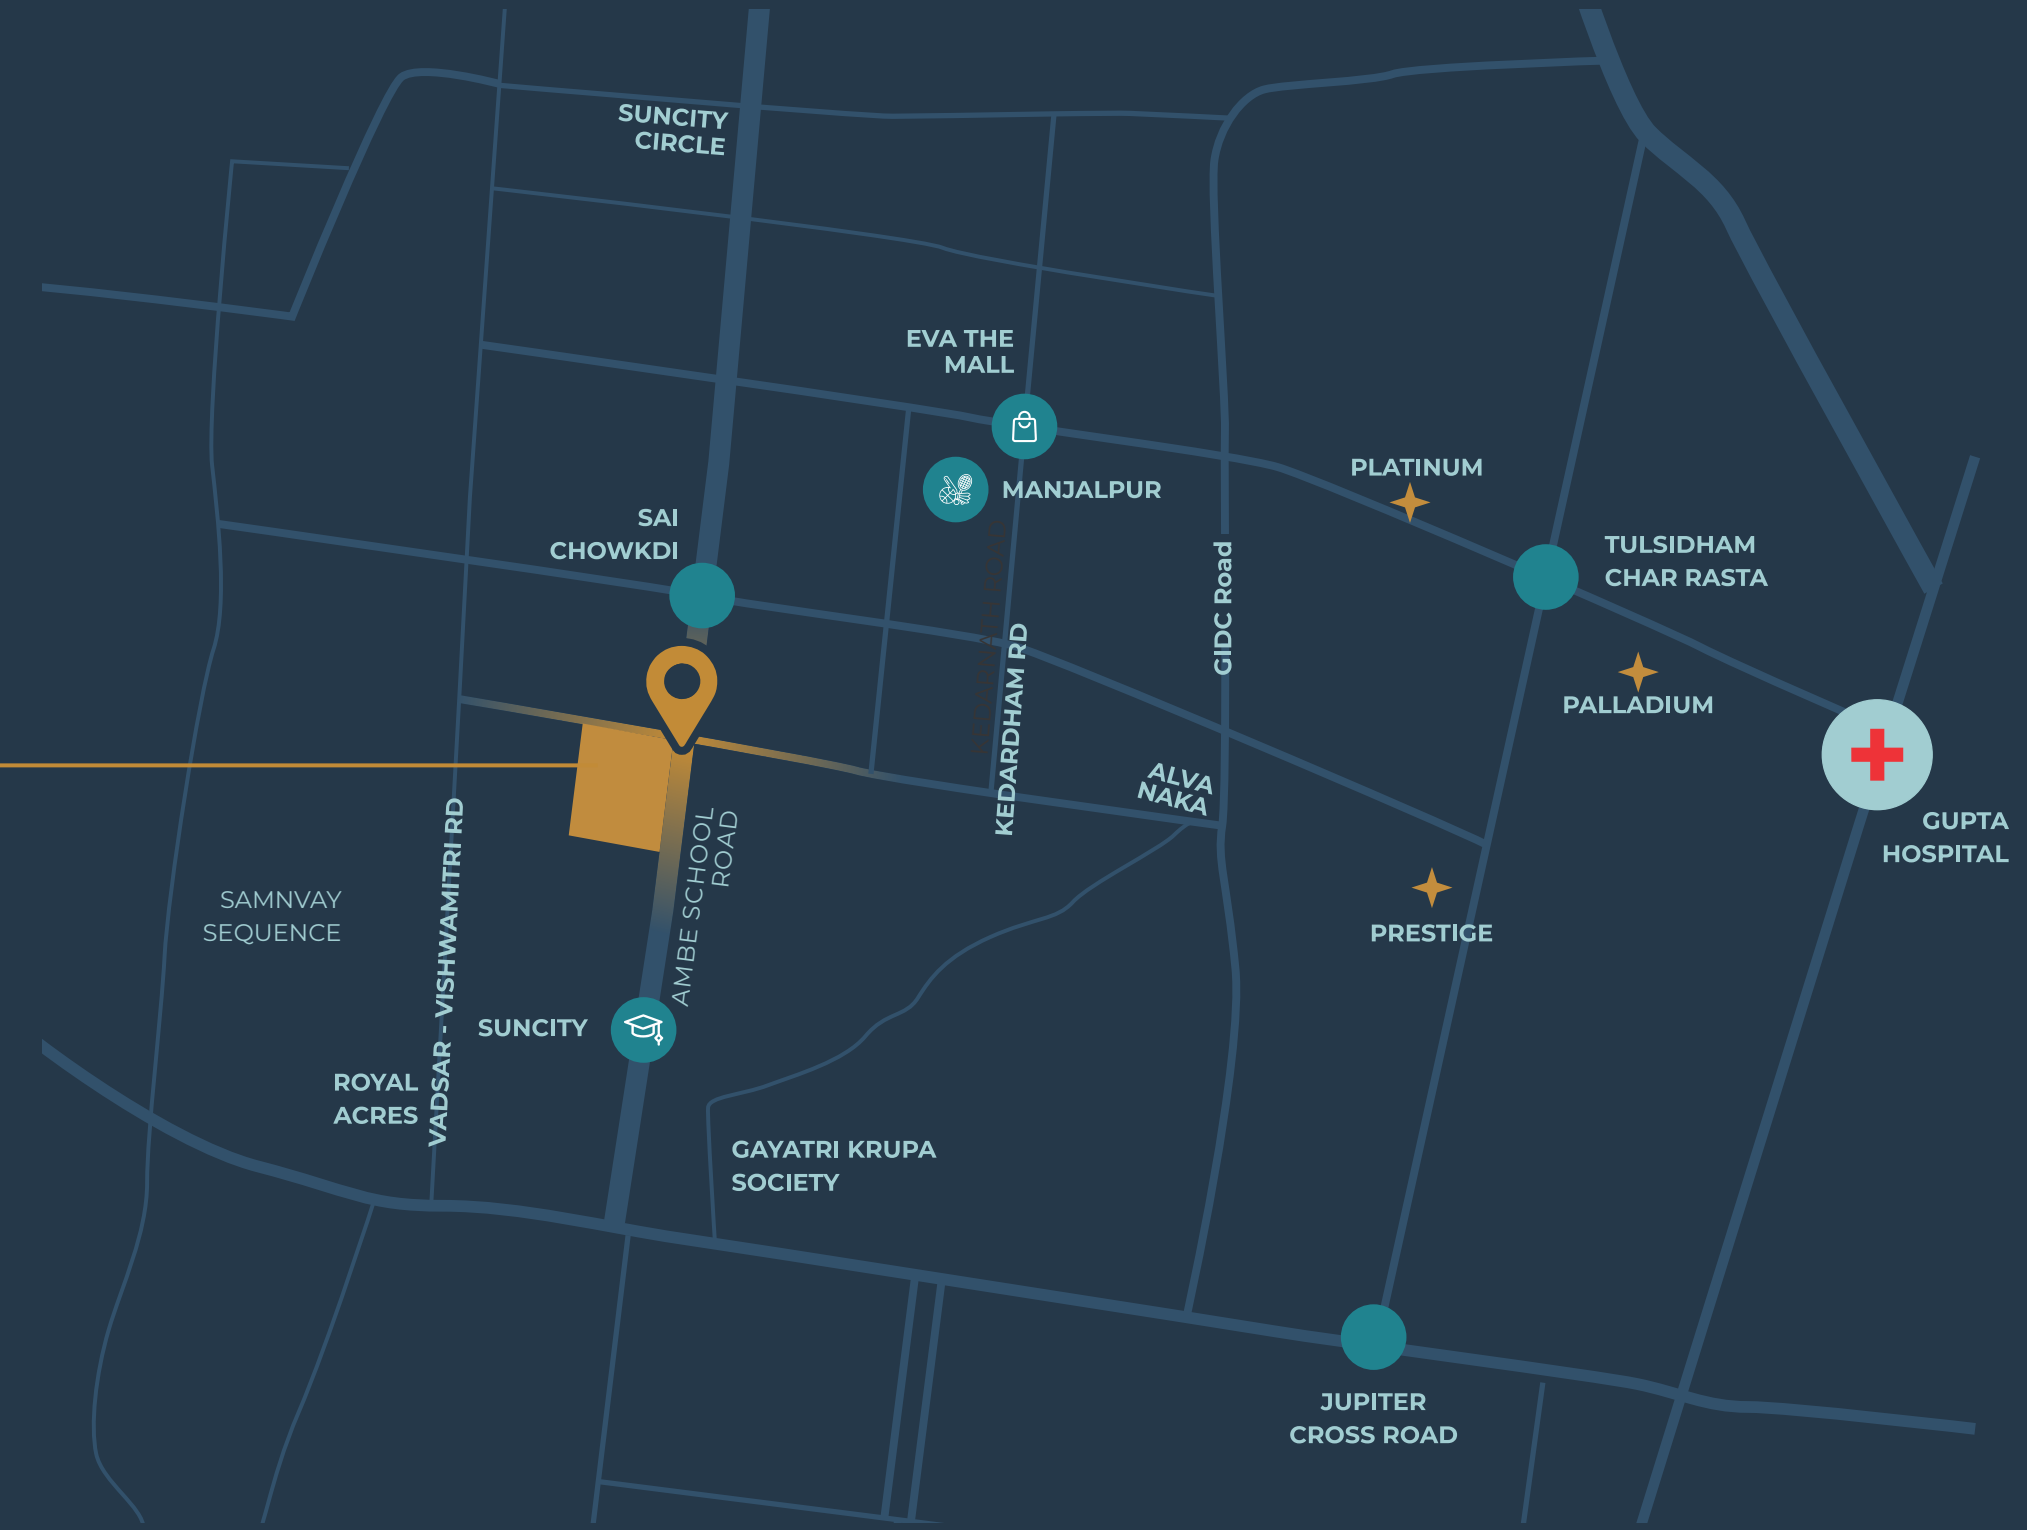 SUNCITY
CIRCLE
EVA THE
MALL
MANJALPUR
PLATINUM
SAI
CHOWKDI
TULSIDHAM
CHAR RASTA
GIDC Road
KEDARDHAM RD
PALLADIUM
ALVA
NAKA
GUPTA
HOSPITAL
AMBE SCHOOL
ROAD
VADSAR - VISHWAMITRI RD
SAMNVAY
SEQUENCE
PRESTIGE
SUNCITY
ROYAL
ACRES
GAYATRI KRUPA
SOCIETY
JUPITER
CROSS ROAD